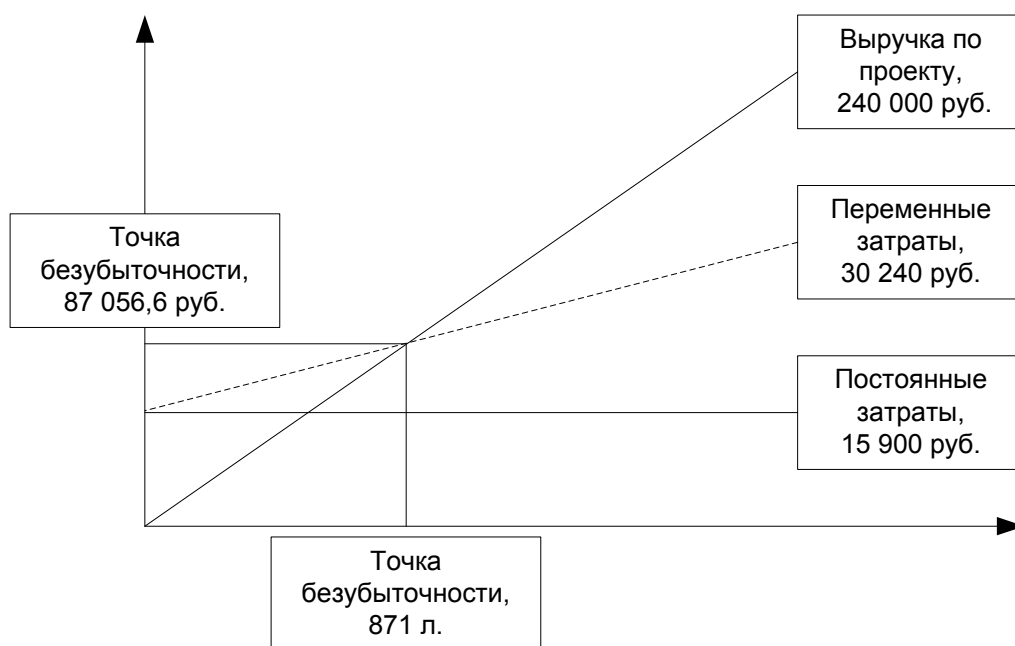 Выручка по
проекту,
240 000 руб.
Переменные
затраты,
30 240 руб.
Точка
безубыточности,
87 056,6 руб.
Постоянные
затраты,
15 900 руб.
Точка
безубыточности,
871 л.